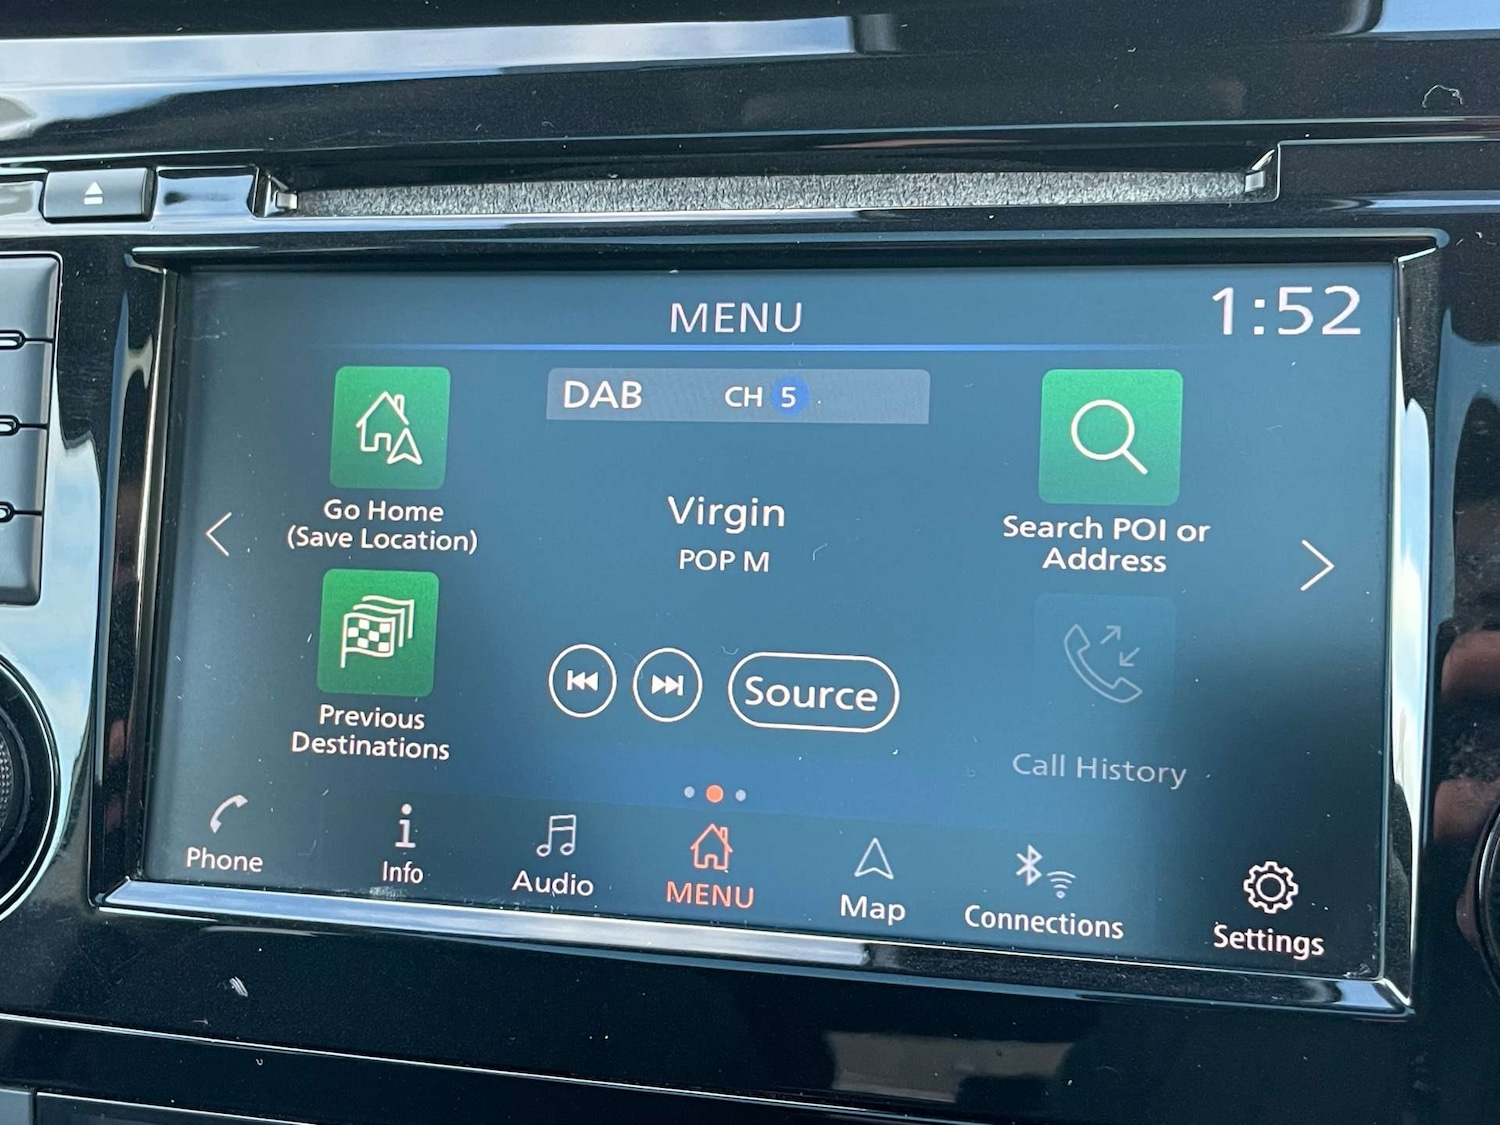 MENU
1:52
DAB CH 5
Go Home
(Save Location)
Virgin
POP M
Search POI or
Address
Previous
Destinations
Source
Call History
Phone
Info
Audio
MENU
Map
Connections
Settings